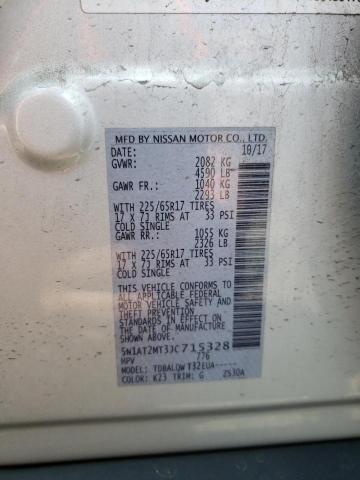 MFD BY NISSAN MOTOR CO., LTD.
DATE: 10/17
GVWR: 2082 KG
4590 LB
GAWR FR.: 1040 KG
2293 LB
WITH 225/65R17 TIRES
17 X 7J RIMS AT 33 PSI
COLD SINGLE
GAWR RR.: 1055 KG
2326 LB
WITH 225/65R17 TIRES
17 X 7J RIMS AT 33 PSI
COLD SINGLE
THIS VEHICLE CONFORMS TO ALL
APPLICABLE U.S. FEDERAL
MOTOR VEHICLE SAFETY BUMPER
AND THEFT PREVENTION
STANDARDS IN EFFECT ON THE
DATE OF MANUFACTURE SHOWN
ABOVE.
5N1AT2MT3JC715328
MPV 776
MODEL: TDBALQW T32EUA-----
COLOR: K23 TRIM: G 2S30A